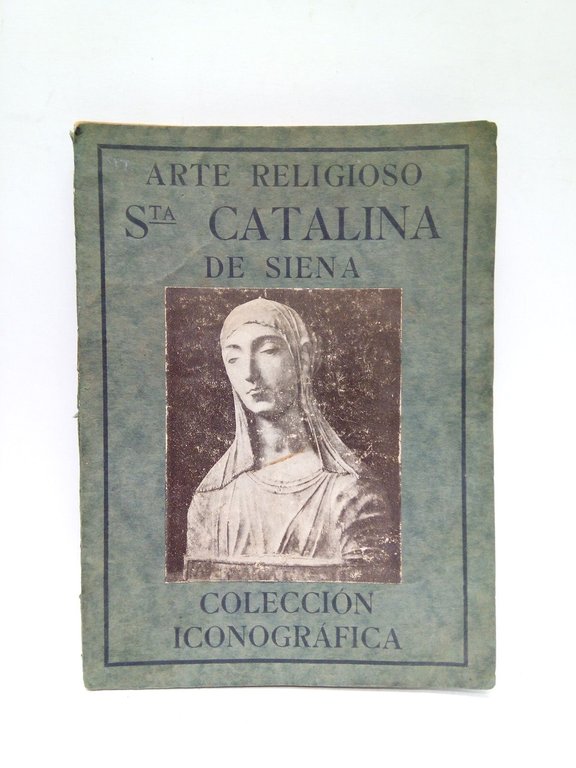 ARTE RELIGIOSO
STA CATALINA
DE SIENA
COLECCIÓN
ICONOGRÁFICA